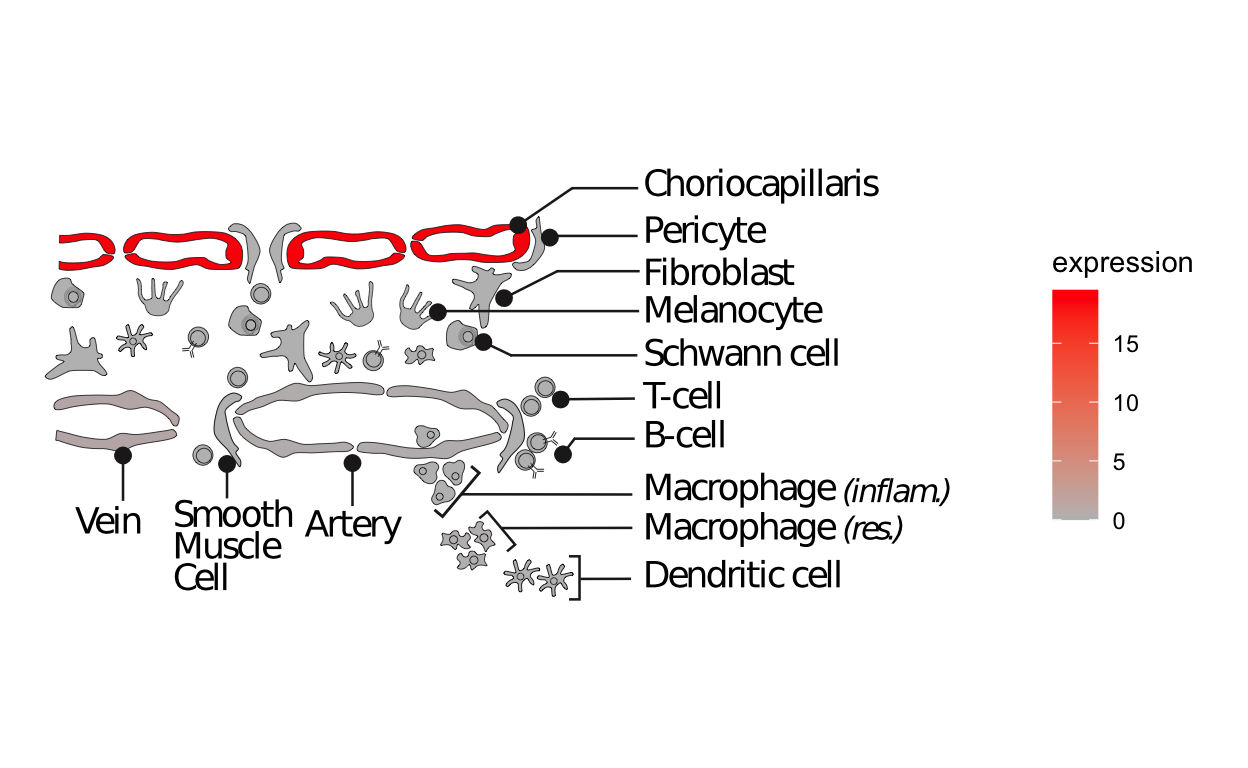 Choriocapillaris
Pericyte
Fibroblast
Melanocyte
Schwann cell
T-cell
B-cell
Macrophage (inflam.)
Macrophage (res.)
Dendritic cell
Vein
Smooth
Muscle
Cell
Artery
expression
15
10
5
0